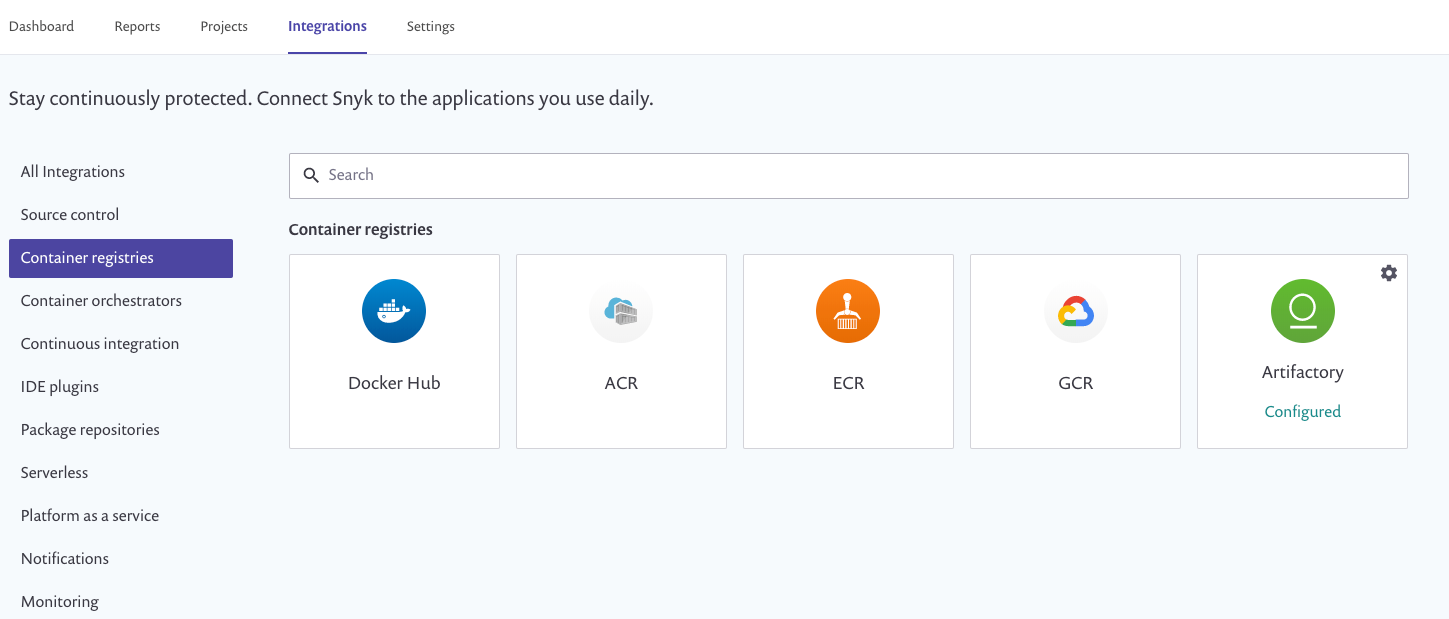 Dashboard Reports Projects Integrations Settings
Stay continuously protected. Connect Snyk to the applications you use daily.
All Integrations
Source control
Container registries
Container orchestrators
Continuous integration
IDE plugins
Package repositories
Serverless
Platform as a service
Notifications
Monitoring
Search
Container registries
Docker Hub
ACR
ECR
GCR
Artifactory
Configured